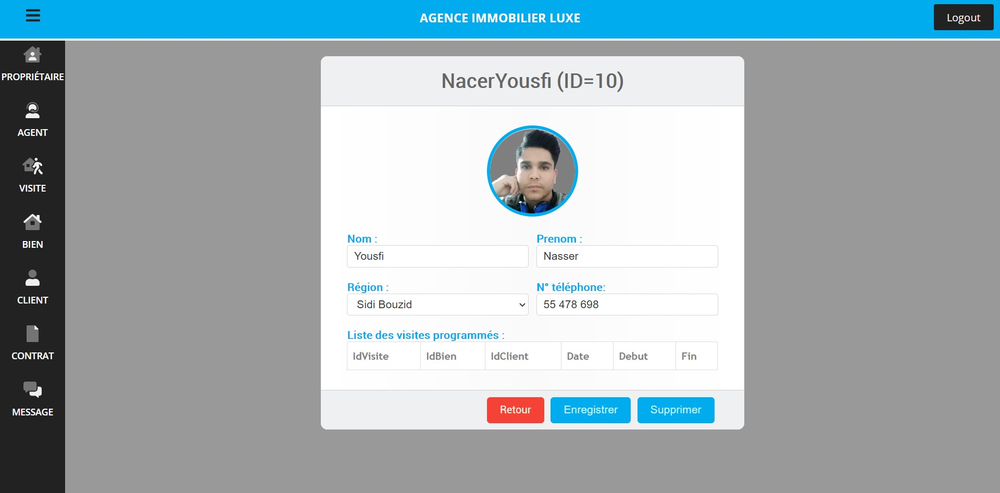 AGENCE IMMOBILIER LUXE
Logout
PROPRIÉTAIRE
AGENT
VISITE
BIEN
CLIENT
CONTRAT
MESSAGE
NacerYousfi (ID=10)
Nom :
Prenom :
Yousfi
Nasser
Région :
N° téléphone:
Sidi Bouzid
55 478 698
Liste des visites programmés :
IdVisite IdBien IdClient Date Debut Fin
Retour Enregistrer Supprimer